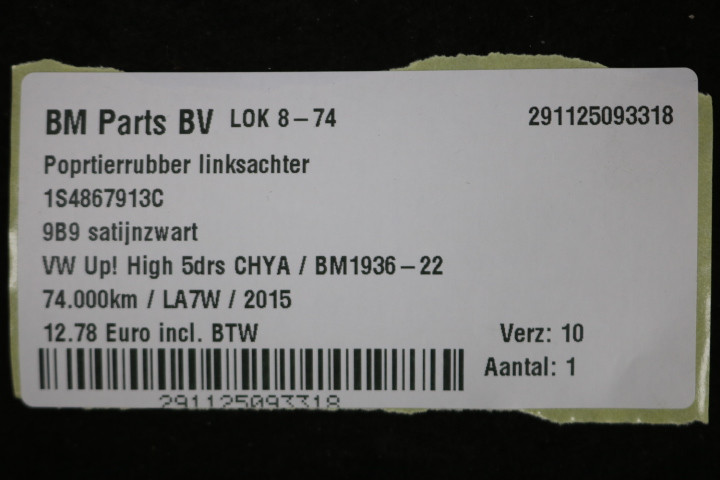 BM Parts BV LOK 8-74 291125093318
Poprtierrubber linksachter
1S4867913C
9B9 satijnzwart
VW Up! High 5drs CHYA / BM1936-22
74.000km / LA7W / 2015
12.78 Euro incl. BTW Verz: 10
Aantal: 1
291125093318